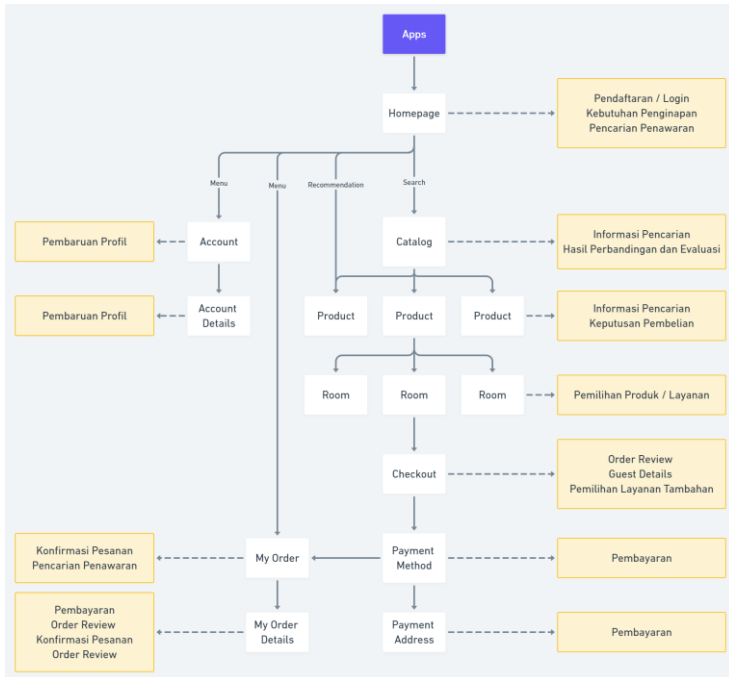 Apps
Homepage
Pendaftaran / Login
Kebutuhan Penginapan
Pencarian Penawaran
Menu
Menu
Recommendation
Search
Pembaruan Profil
Account
Catalog
Informasi Pencarian
Hasil Perbandingan dan Evaluasi
Pembaruan Profil
Account
Details
Product
Product
Product
Informasi Pencarian
Keputusan Pembelian
Room
Room
Room
Pemilihan Produk / Layanan
Checkout
Order Review
Guest Details
Pemilihan Layanan Tambahan
Konfirmasi Pesanan
Pencarian Penawaran
My Order
Payment
Method
Pembayaran
Pembayaran
Order Review
Konfirmasi Pesanan
Order Review
My Order
Details
Payment
Address
Pembayaran